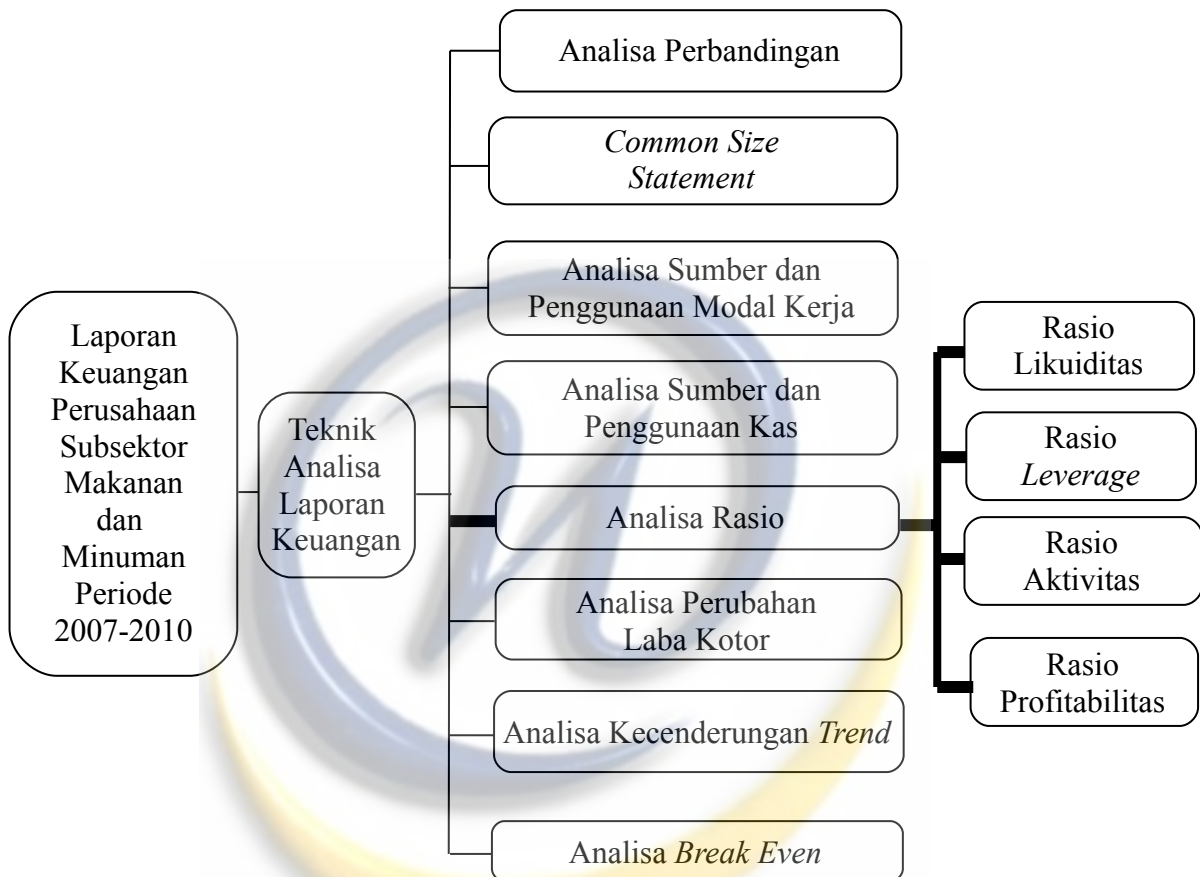 Laporan
Keuangan
Perusahaan
Subsektor
Makanan
dan
Minuman
Periode
2007-2010
Teknik
Analisa
Laporan
Keuangan
Analisa Perbandingan
Common Size
Statement
Analisa Sumber dan
Penggunaan Modal Kerja
Analisa Sumber dan
Penggunaan Kas
Analisa Rasio
Analisa Perubahan
Laba Kotor
Analisa Kecenderungan Trend
Analisa Break Even
Rasio
Likuiditas
Rasio
Leverage
Rasio
Aktivitas
Rasio
Profitabilitas